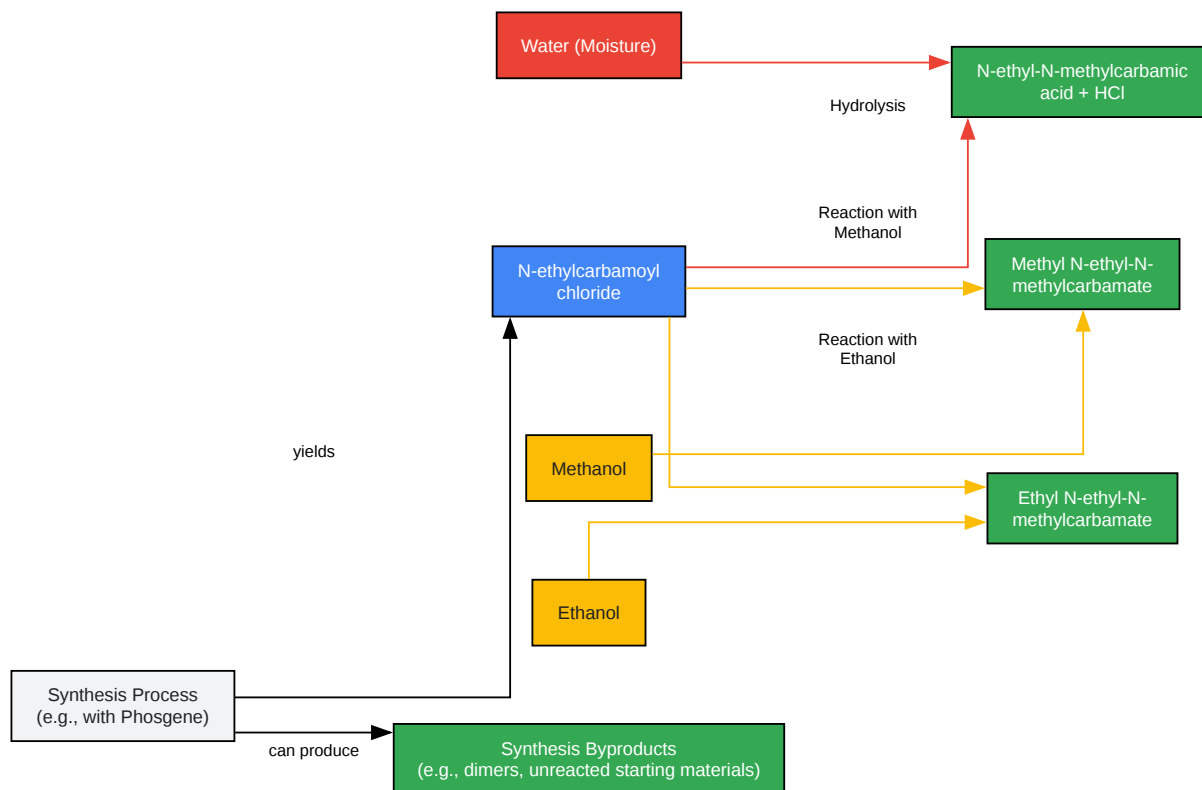 Water (Moisture)
N-ethyl-N-methylcarbamic
acid + HCl
Hydrolysis
Reaction with
Methanol
N-ethylcarbamoyl
chloride
Methyl N-ethyl-N-
methylcarbamate
Reaction with
Ethanol
yields
Methanol
Ethyl N-ethyl-N-
methylcarbamate
Ethanol
Synthesis Process
(e.g., with Phosgene)
can produce
Synthesis Byproducts
(e.g., dimers, unreacted starting materials)